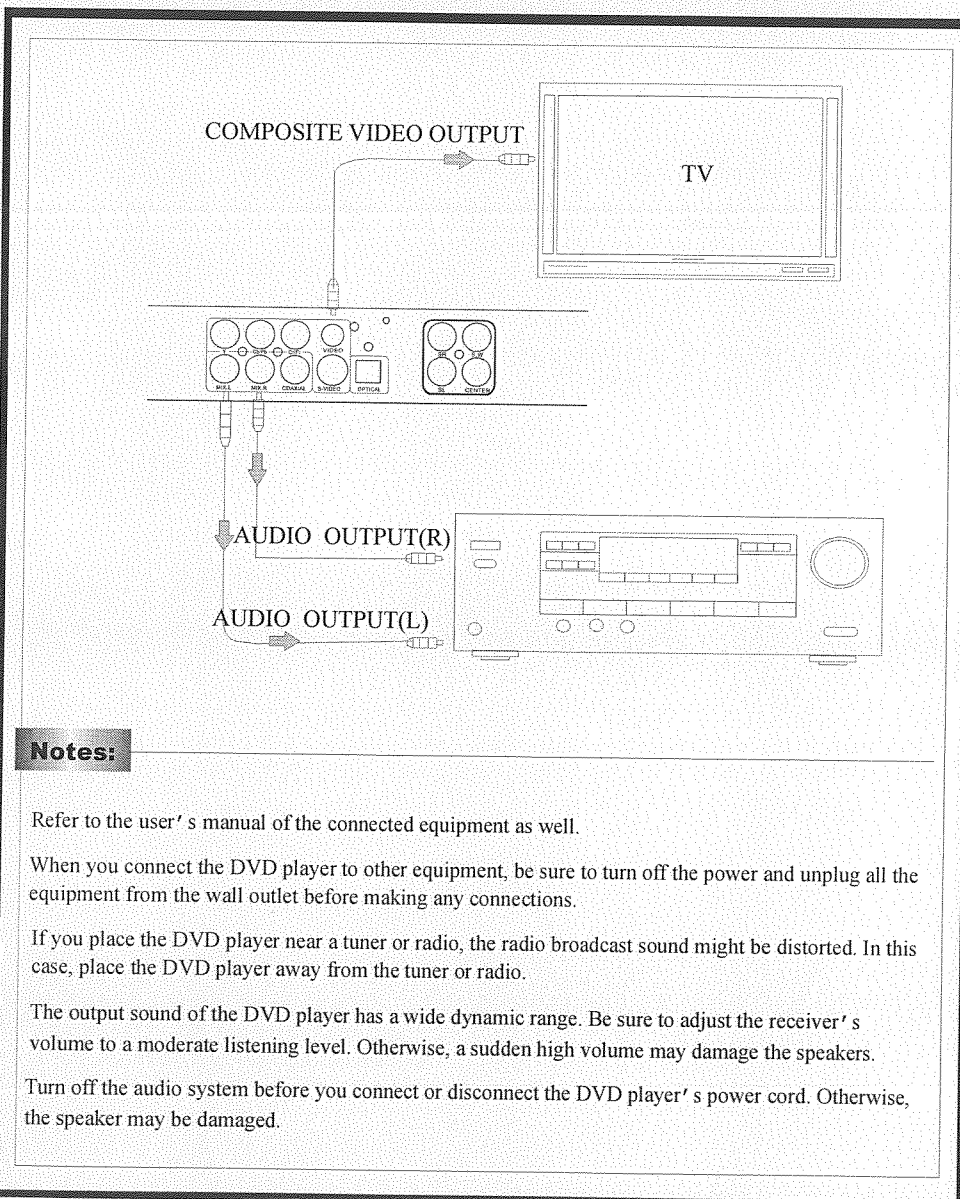 COMPOSITE VIDEO OUTPUT
TV
Y
VIDEO
SR
S.W
MIX.L
MIX.R
COAXIAL
S-VIDEO
OPTICAL
SL
CENTER
AUDIO OUTPUT(R)
AUDIO OUTPUT(L)
Notes:
Refer to the user's manual of the connected equipment as well.
When you connect the DVD player to other equipment, be sure to turn off the power and unplug all the
equipment from the wall outlet before making any connections.
If you place the DVD player near a tuner or radio, the radio broadcast sound might be distorted. In this
case, place the DVD player away from the tuner or radio.
The output sound of the DVD player has a wide dynamic range. Be sure to adjust the receiver's
volume to a moderate listening level. Otherwise, a sudden high volume may damage the speakers.
Turn off the audio system before you connect or disconnect the DVD player's power cord. Otherwise,
the speaker may be damaged.